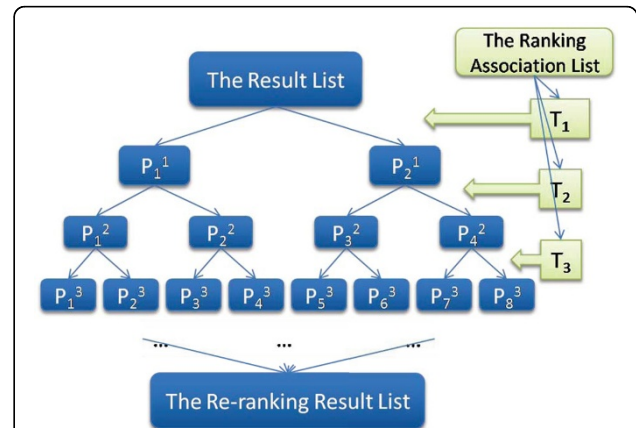 The Ranking
Association List
The Result List
T₁
P₁¹ P₂¹
T₂
P₁² P₂² P₃² P₄²
T₃
P₁³ P₂³ P₃³ P₄³ P₅³ P₆³ P₇³ P₈³
... ... ...
The Re-ranking Result List